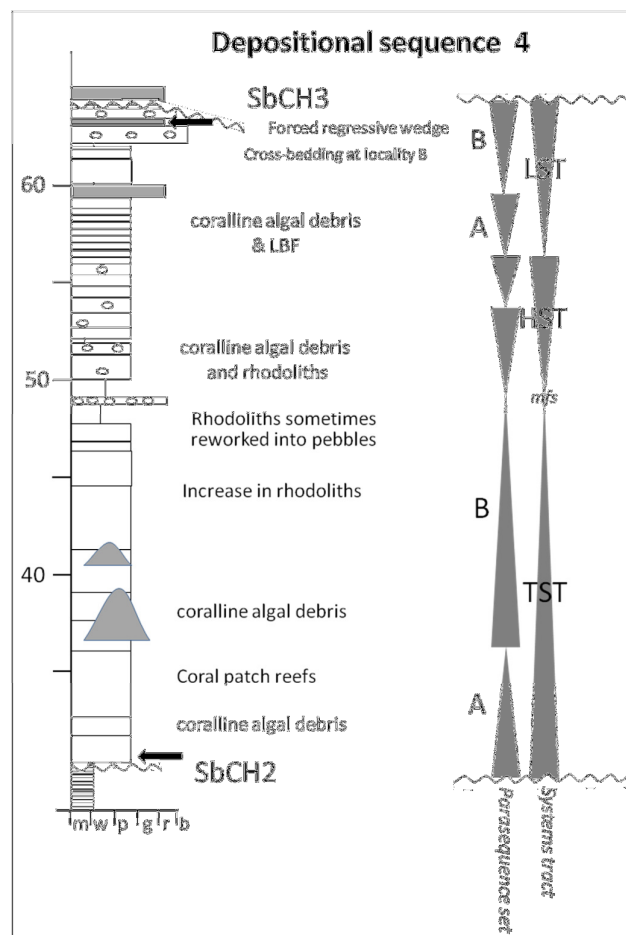 Depositional sequence 4
SbCH3
Forced regressive wedge
Cross-bedding at locality B
B
LST
60
coralline algal debris
& LBF
A
HST
coralline algal debris
and rhodoliths
50
mfs
Rhodoliths sometimes
reworked into pebbles
Increase in rhodoliths
B
40
TST
coralline algal debris
Coral patch reefs
A
coralline algal debris
SbCH2
m w p g r b
Parasequence set
Systems tract